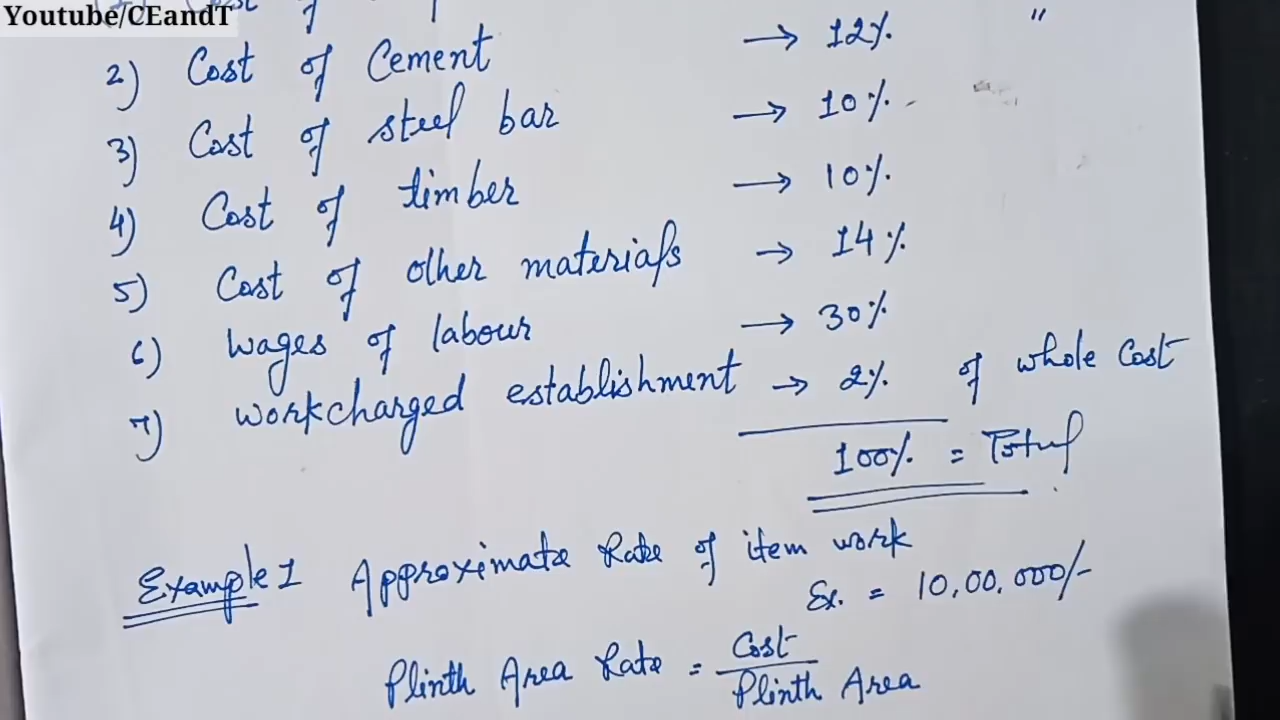 Youtube/CEandT
Cost of
2) Cost of Cement → 12% "
3) Cost of steel bar → 10%
4) Cost of timber → 10%
5) Cost of other materials → 14%
6) Wages of labour → 30%
7) Workcharged establishment → 2% of whole Cost
100% = Total
Example 1 Approximate Rate of item work
Ex. = 10,00,000/-
Plinth Area Rate = Cost
Plinth Area